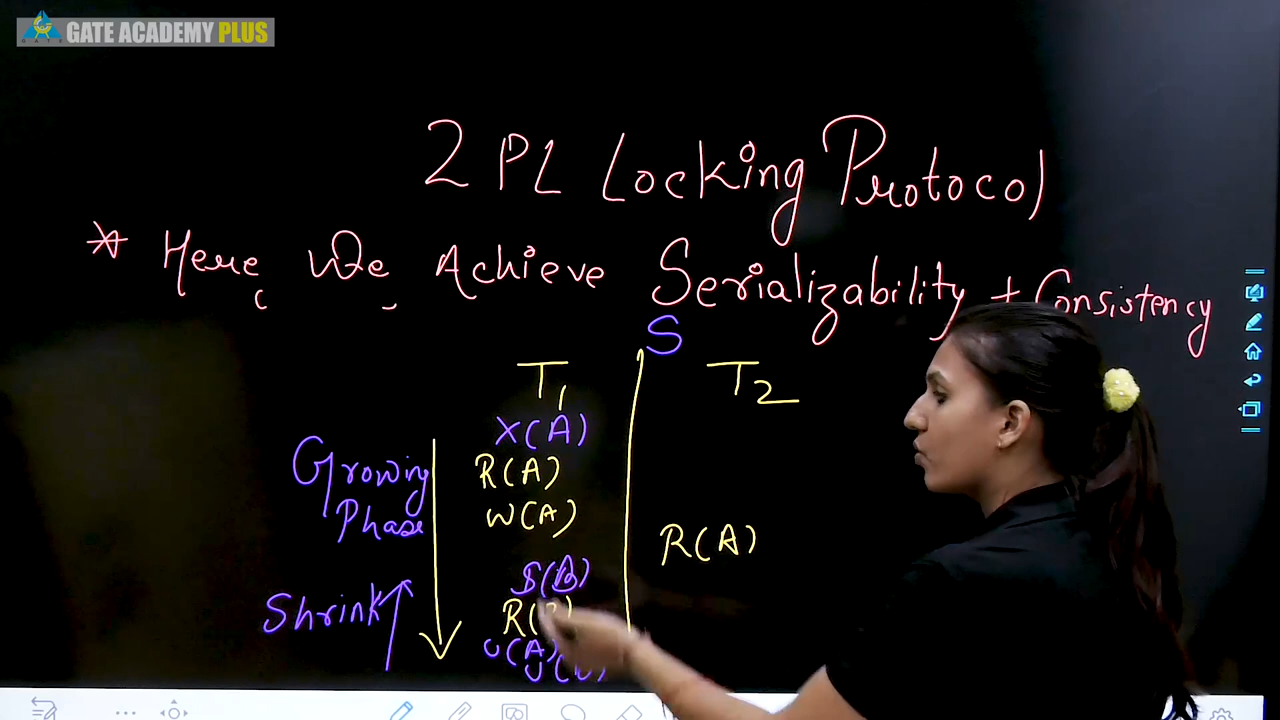 GATE ACADEMY PLUS
2 PL Locking Protocol
* Here, We, Achieve Serializability + Consistency
S
T1 T2
X(A)
Growing R(A)
Phase W(A)
R(A)
S(B)
Shrink
U(A)